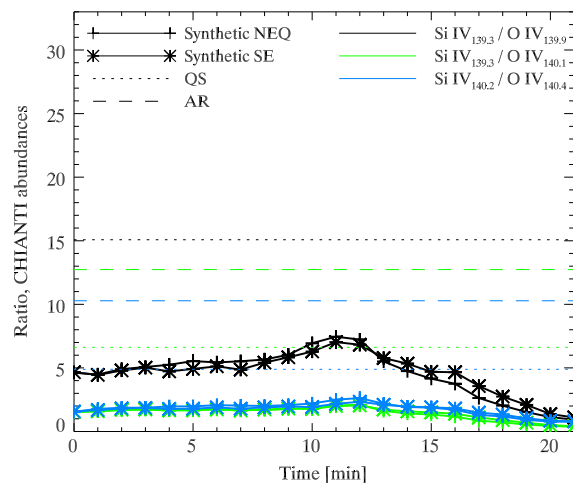 Synthetic NEQ
Synthetic SE
QS
AR
Si IV139.3 / O IV139.9
Si IV139.3 / O IV140.1
Si IV140.2 / O IV140.4
Ratio, CHIANTI abundances
30
25
20
15
10
5
0
0 5 10 15 20
Time [min]